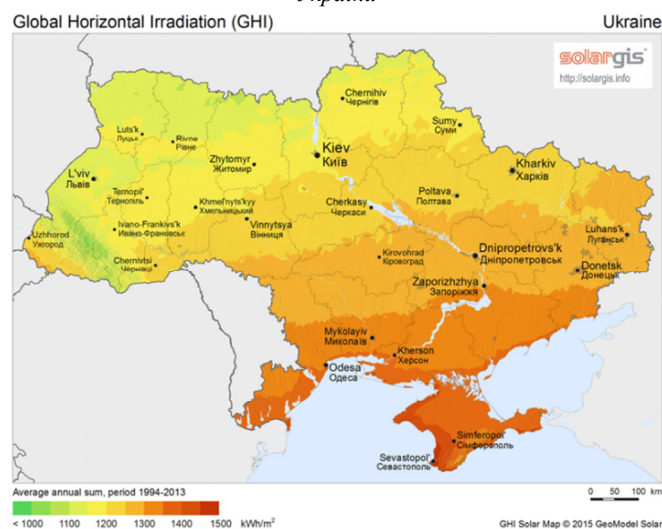 Україна
Global Horizontal Irradiation (GHI)
Ukraine
solargis
http://solargis.info
Chernihiv
Чернігів
Luts'k
Луцьк
Rivne
Рівне
Sumy
Суми
Kiev
Київ
Zhytomyr
Житомир
Kharkiv
Харків
L'viv
Львів
Ternopil'
Тернопіль
Khmel'nyts'kyy
Хмельницький
Cherkasy
Черкаси
Poltava
Полтава
Vinnytsya
Вінниця
Ivano-Frankivs'k
Ивано-Франківськ
Uzhhorod
Ужгород
Luhans'k
Луганськ
Chernivtsi
Чернівці
Kirovohrad
Кіровоград
Dnipropetrovs'k
Дніпропетровськ
Donetsk
Донецьк
Zaporizhzhya
Запоріжжя
Mykolayiv
Миколаїв
Kherson
Херсон
Odesa
Одеса
Simferopol'
Сімферополь
Sevastopol'
Севастополь
Average annual sum, period 1994-2013
< 1000 1100 1200 1300 1400 1500 kWh/m²
0 50 100 km
GHI Solar Map © 2015 GeoModel Solar